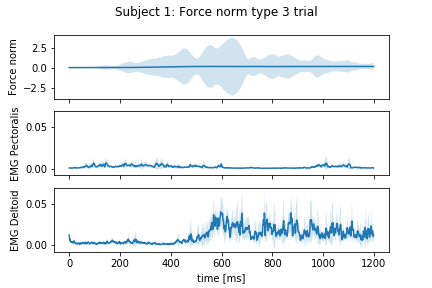 Subject 1: Force norm type 3 trial
Force norm
2.5
0.0
−2.5
EMG Pectoralis
0.05
0.00
EMG Deltoid
0.05
0.00
0 200 400 600 800 1000 1200
time [ms]